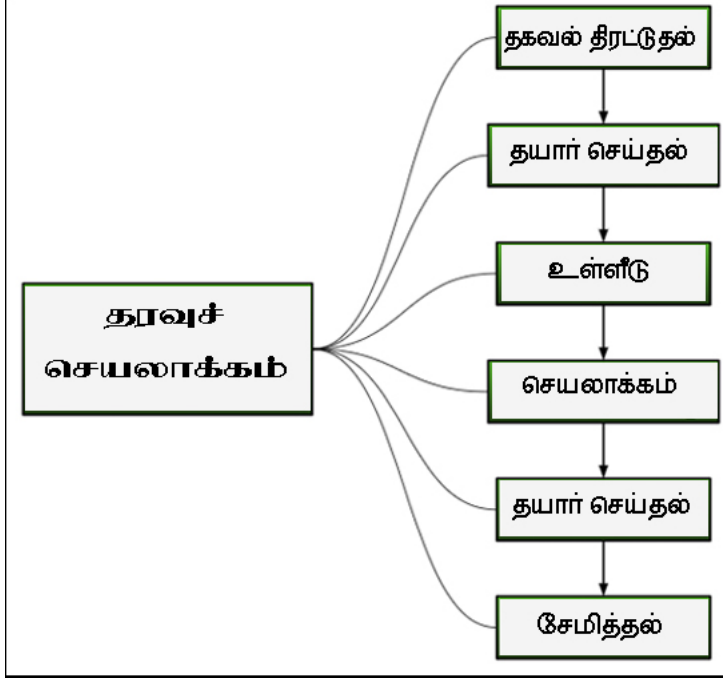 தரவுச்
செயலாக்கம்
தகவல் திரட்டுதல்
தயார் செய்தல்
உள்ளீடு
செயலாக்கம்
தயார் செய்தல்
சேமித்தல்